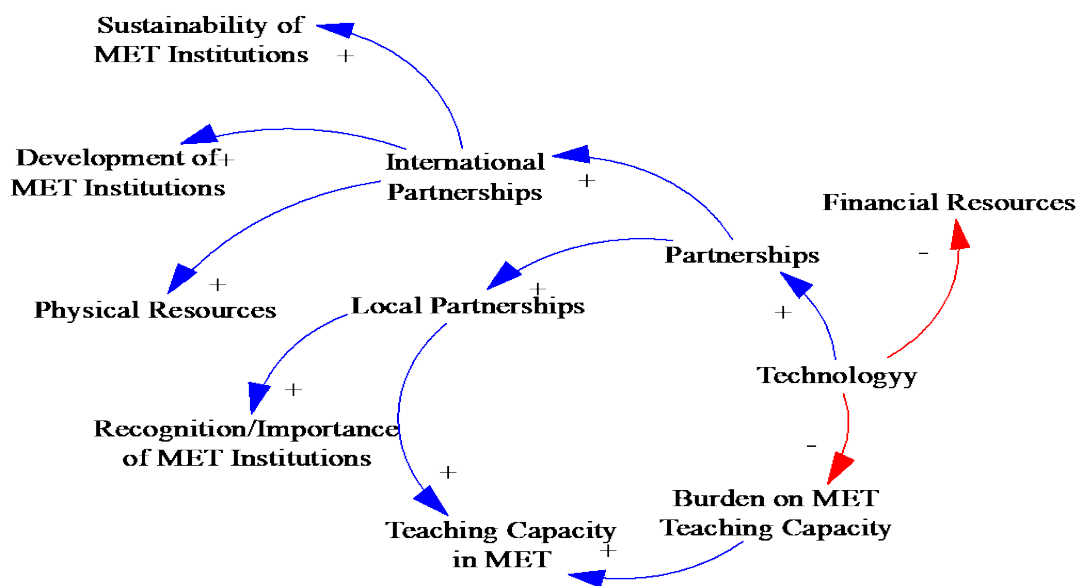 Sustainability of
MET Institutions
+
Development of+
MET Institutions
International
Partnerships
+
Financial Resources
Partnerships
-
Physical Resources
+
Local Partnerships
+
+
Technologyy
+
Recognition/Importance
of MET Institutions
-
+
Burden on MET
Teaching Capacity
Teaching Capacity
in MET
+